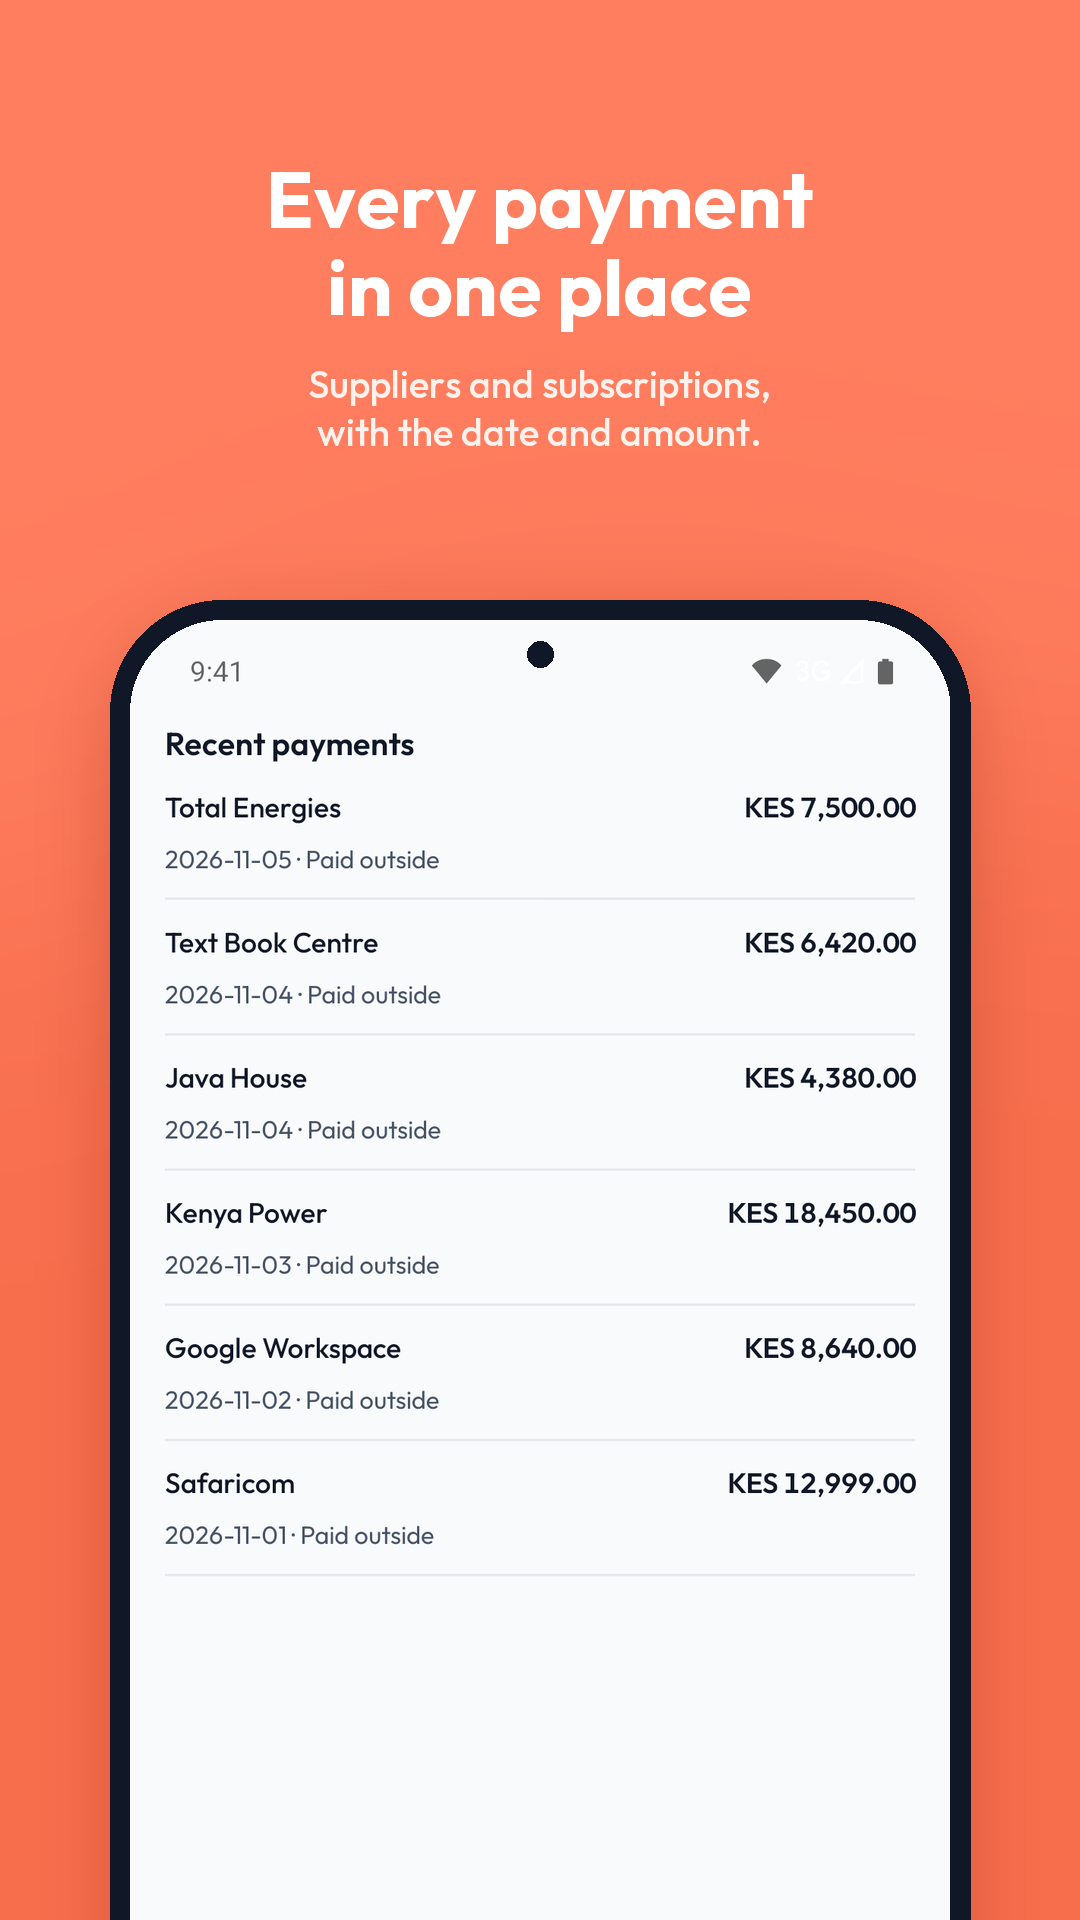 Every payment
in one place
Suppliers and subscriptions,
with the date and amount.
9:41
3G
Recent payments
Total Energies
KES 7,500.00
2026-11-05 · Paid outside
Text Book Centre
KES 6,420.00
2026-11-04 · Paid outside
Java House
KES 4,380.00
2026-11-04 · Paid outside
Kenya Power
KES 18,450.00
2026-11-03 · Paid outside
Google Workspace
KES 8,640.00
2026-11-02 · Paid outside
Safaricom
KES 12,999.00
2026-11-01 · Paid outside